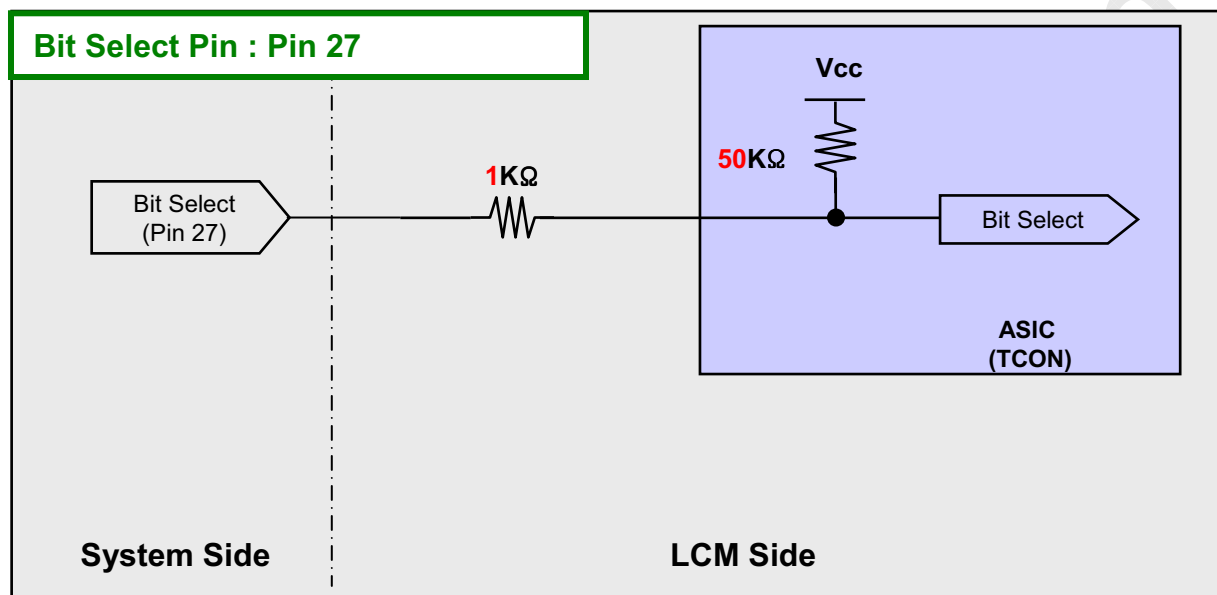 Bit Select Pin : Pin 27
Vcc
50KΩ
1KΩ
Bit Select
(Pin 27)
Bit Select
ASIC
(TCON)
System Side
LCM Side